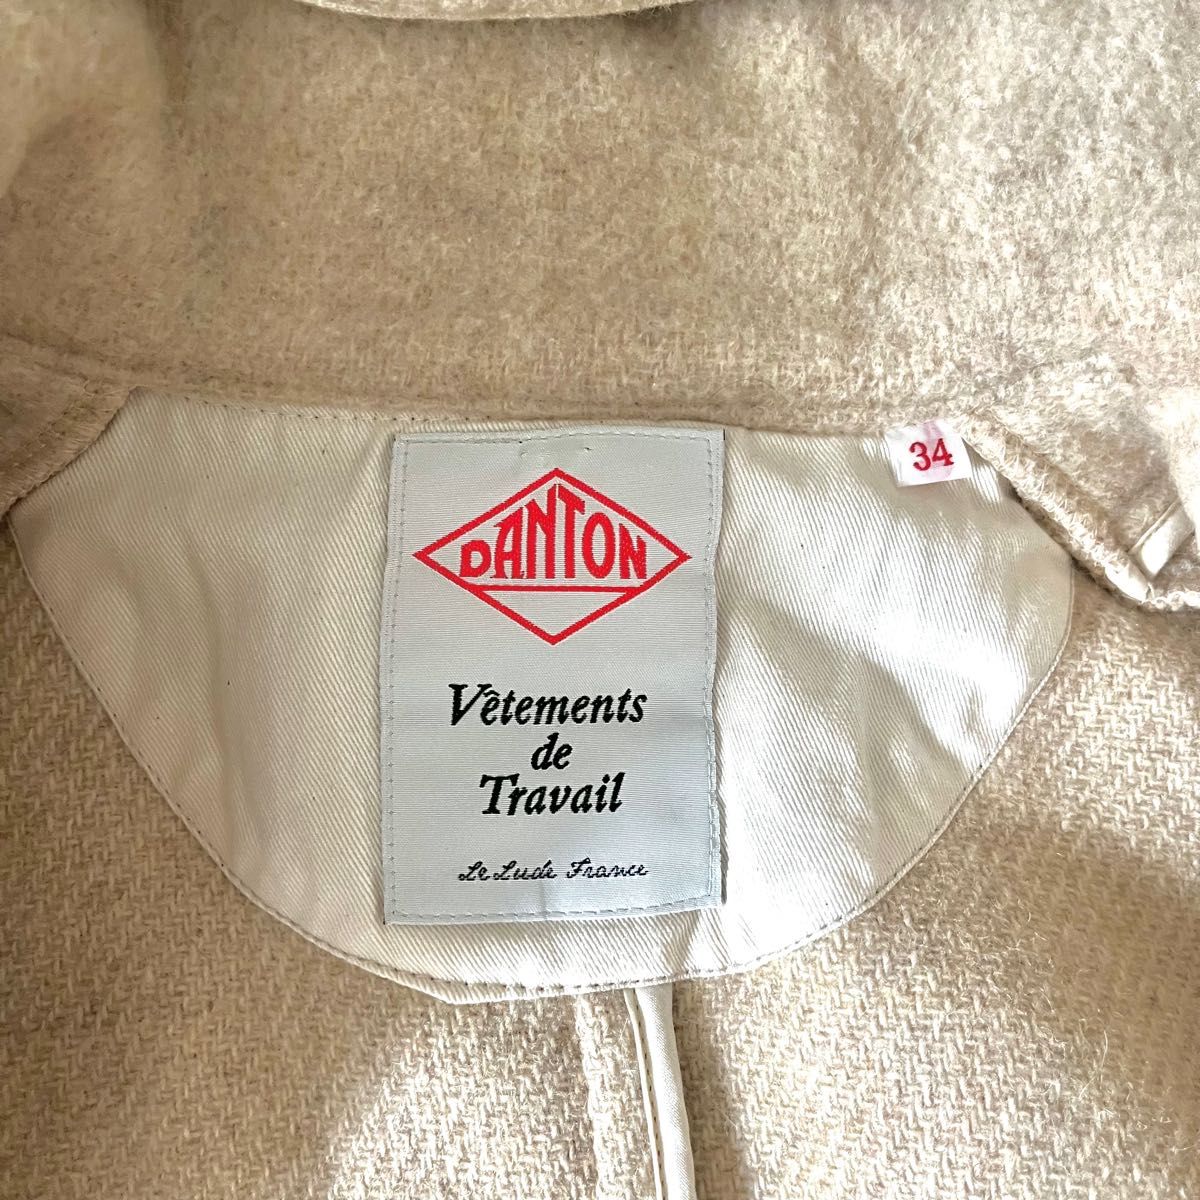 DANTON
34
Vêtements
de
Travail
Le Lude France